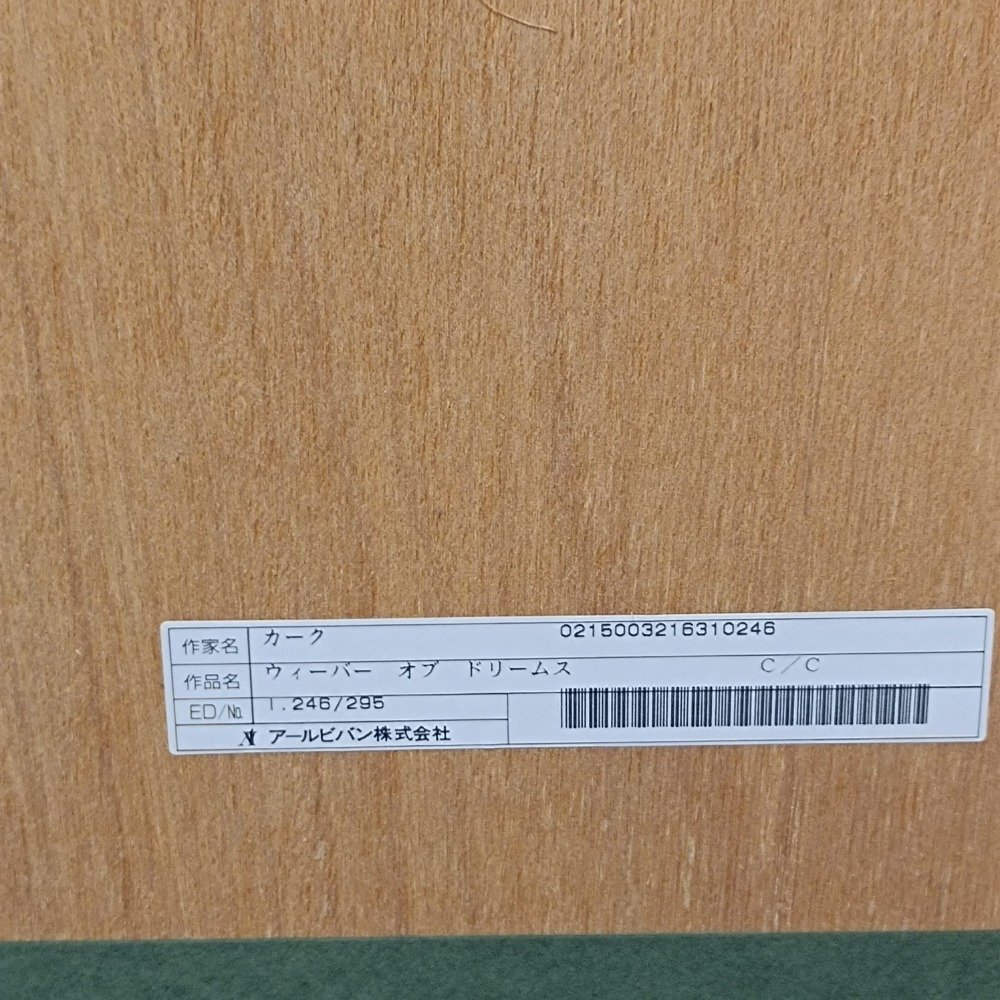 作家名 カーク 0215003216310246
作品名 ウィーバー オブ ドリームス C/C
ED/№ I.246/295
アールビバン株式会社